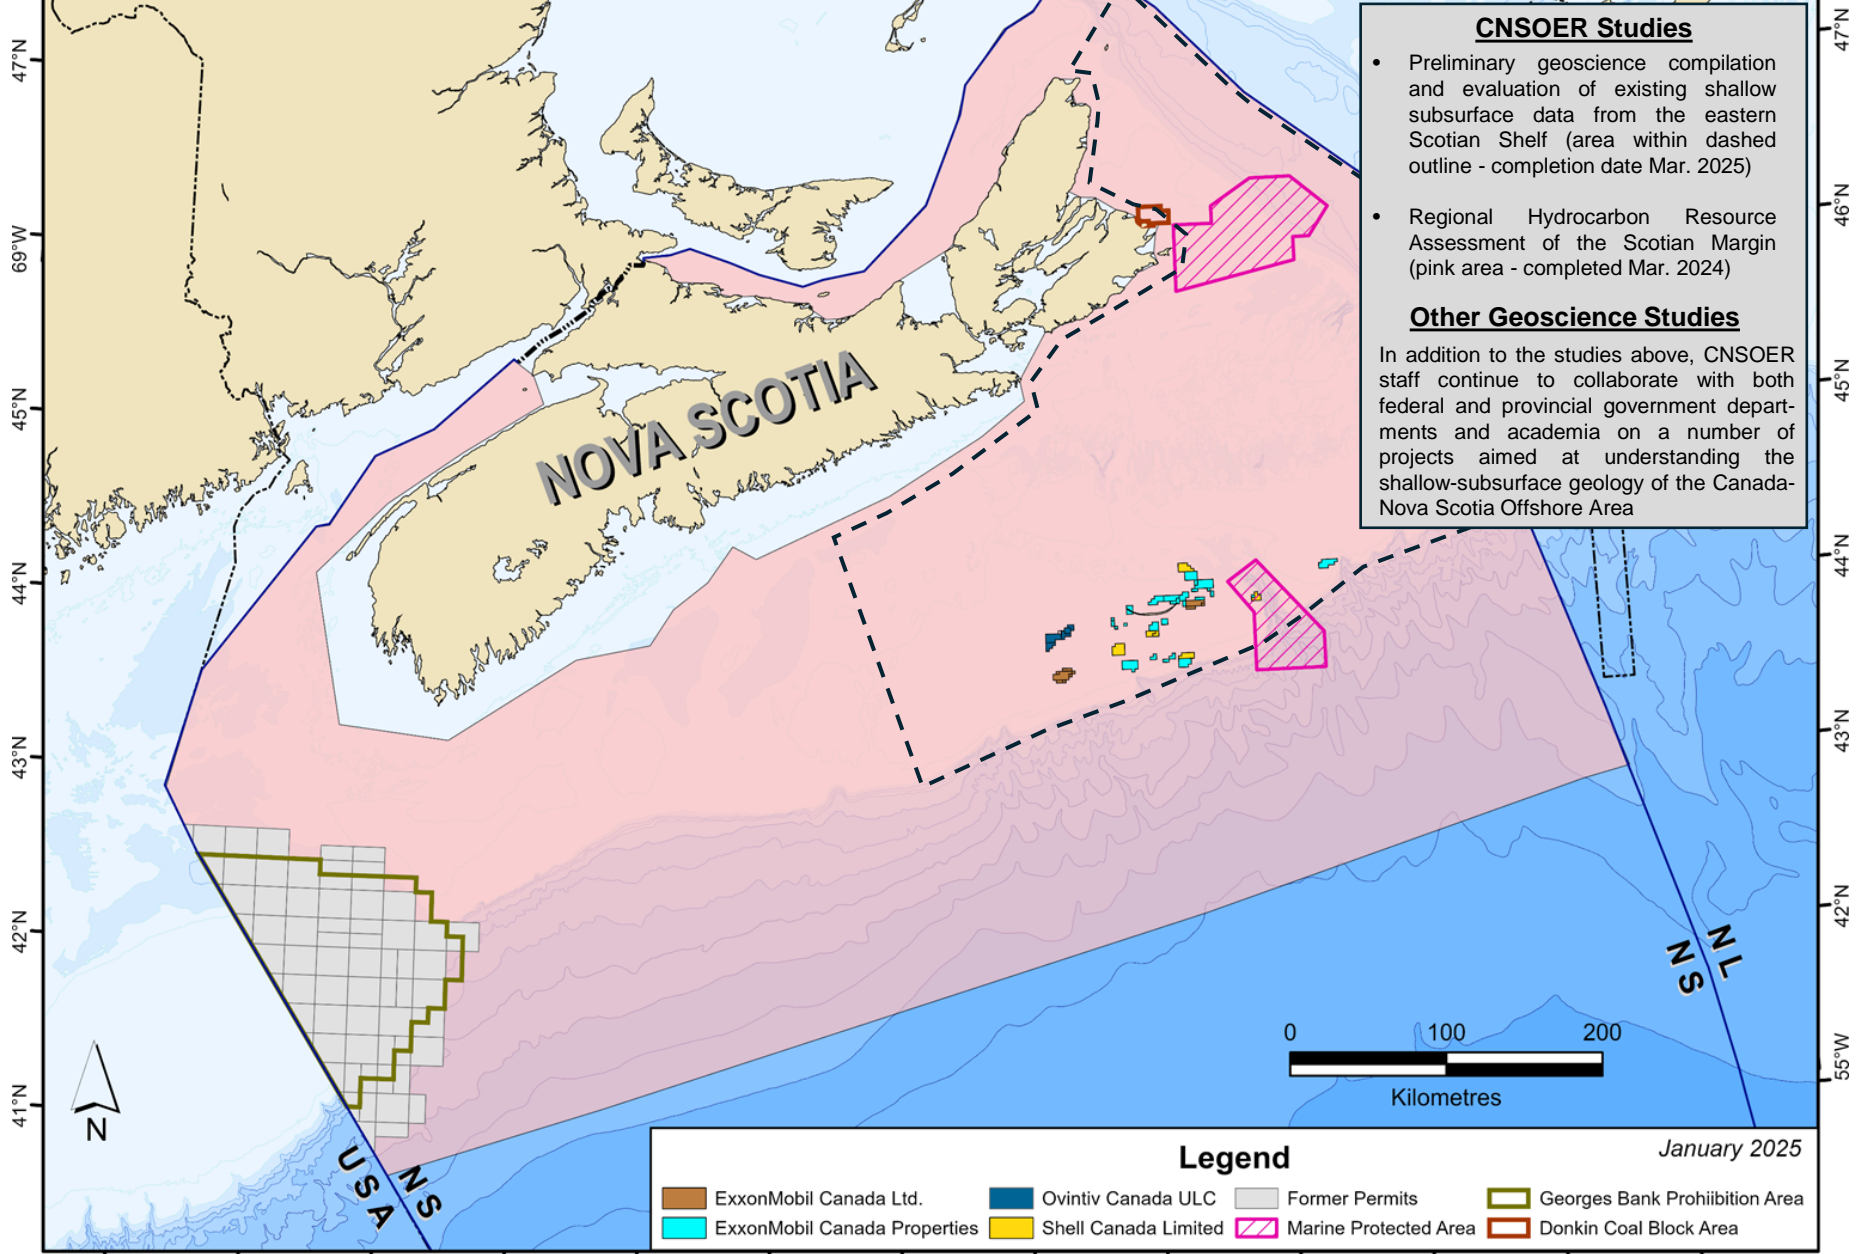 CNSOER Studies
• Preliminary geoscience compilation
and evaluation of existing shallow
subsurface data from the eastern
Scotian Shelf (area within dashed
outline - completion date Mar. 2025)
• Regional Hydrocarbon Resource
Assessment of the Scotian Margin
(pink area - completed Mar. 2024)
Other Geoscience Studies
In addition to the studies above, CNSOER
staff continue to collaborate with both
federal and provincial government depart-
ments and academia on a number of
projects aimed at understanding the
shallow-subsurface geology of the Canada-
Nova Scotia Offshore Area
47°N
69°W
45°N
44°N
43°N
42°N
41°N
47°N
46°N
45°N
44°N
43°N
42°N
55°W
NOVA SCOTIA
NL
NS
0 100 200
Kilometres
N
USA
NS
Legend
January 2025
ExxonMobil Canada Ltd.
Ovintiv Canada ULC
Former Permits
Georges Bank Prohiibition Area
ExxonMobil Canada Properties
Shell Canada Limited
Marine Protected Area
Donkin Coal Block Area